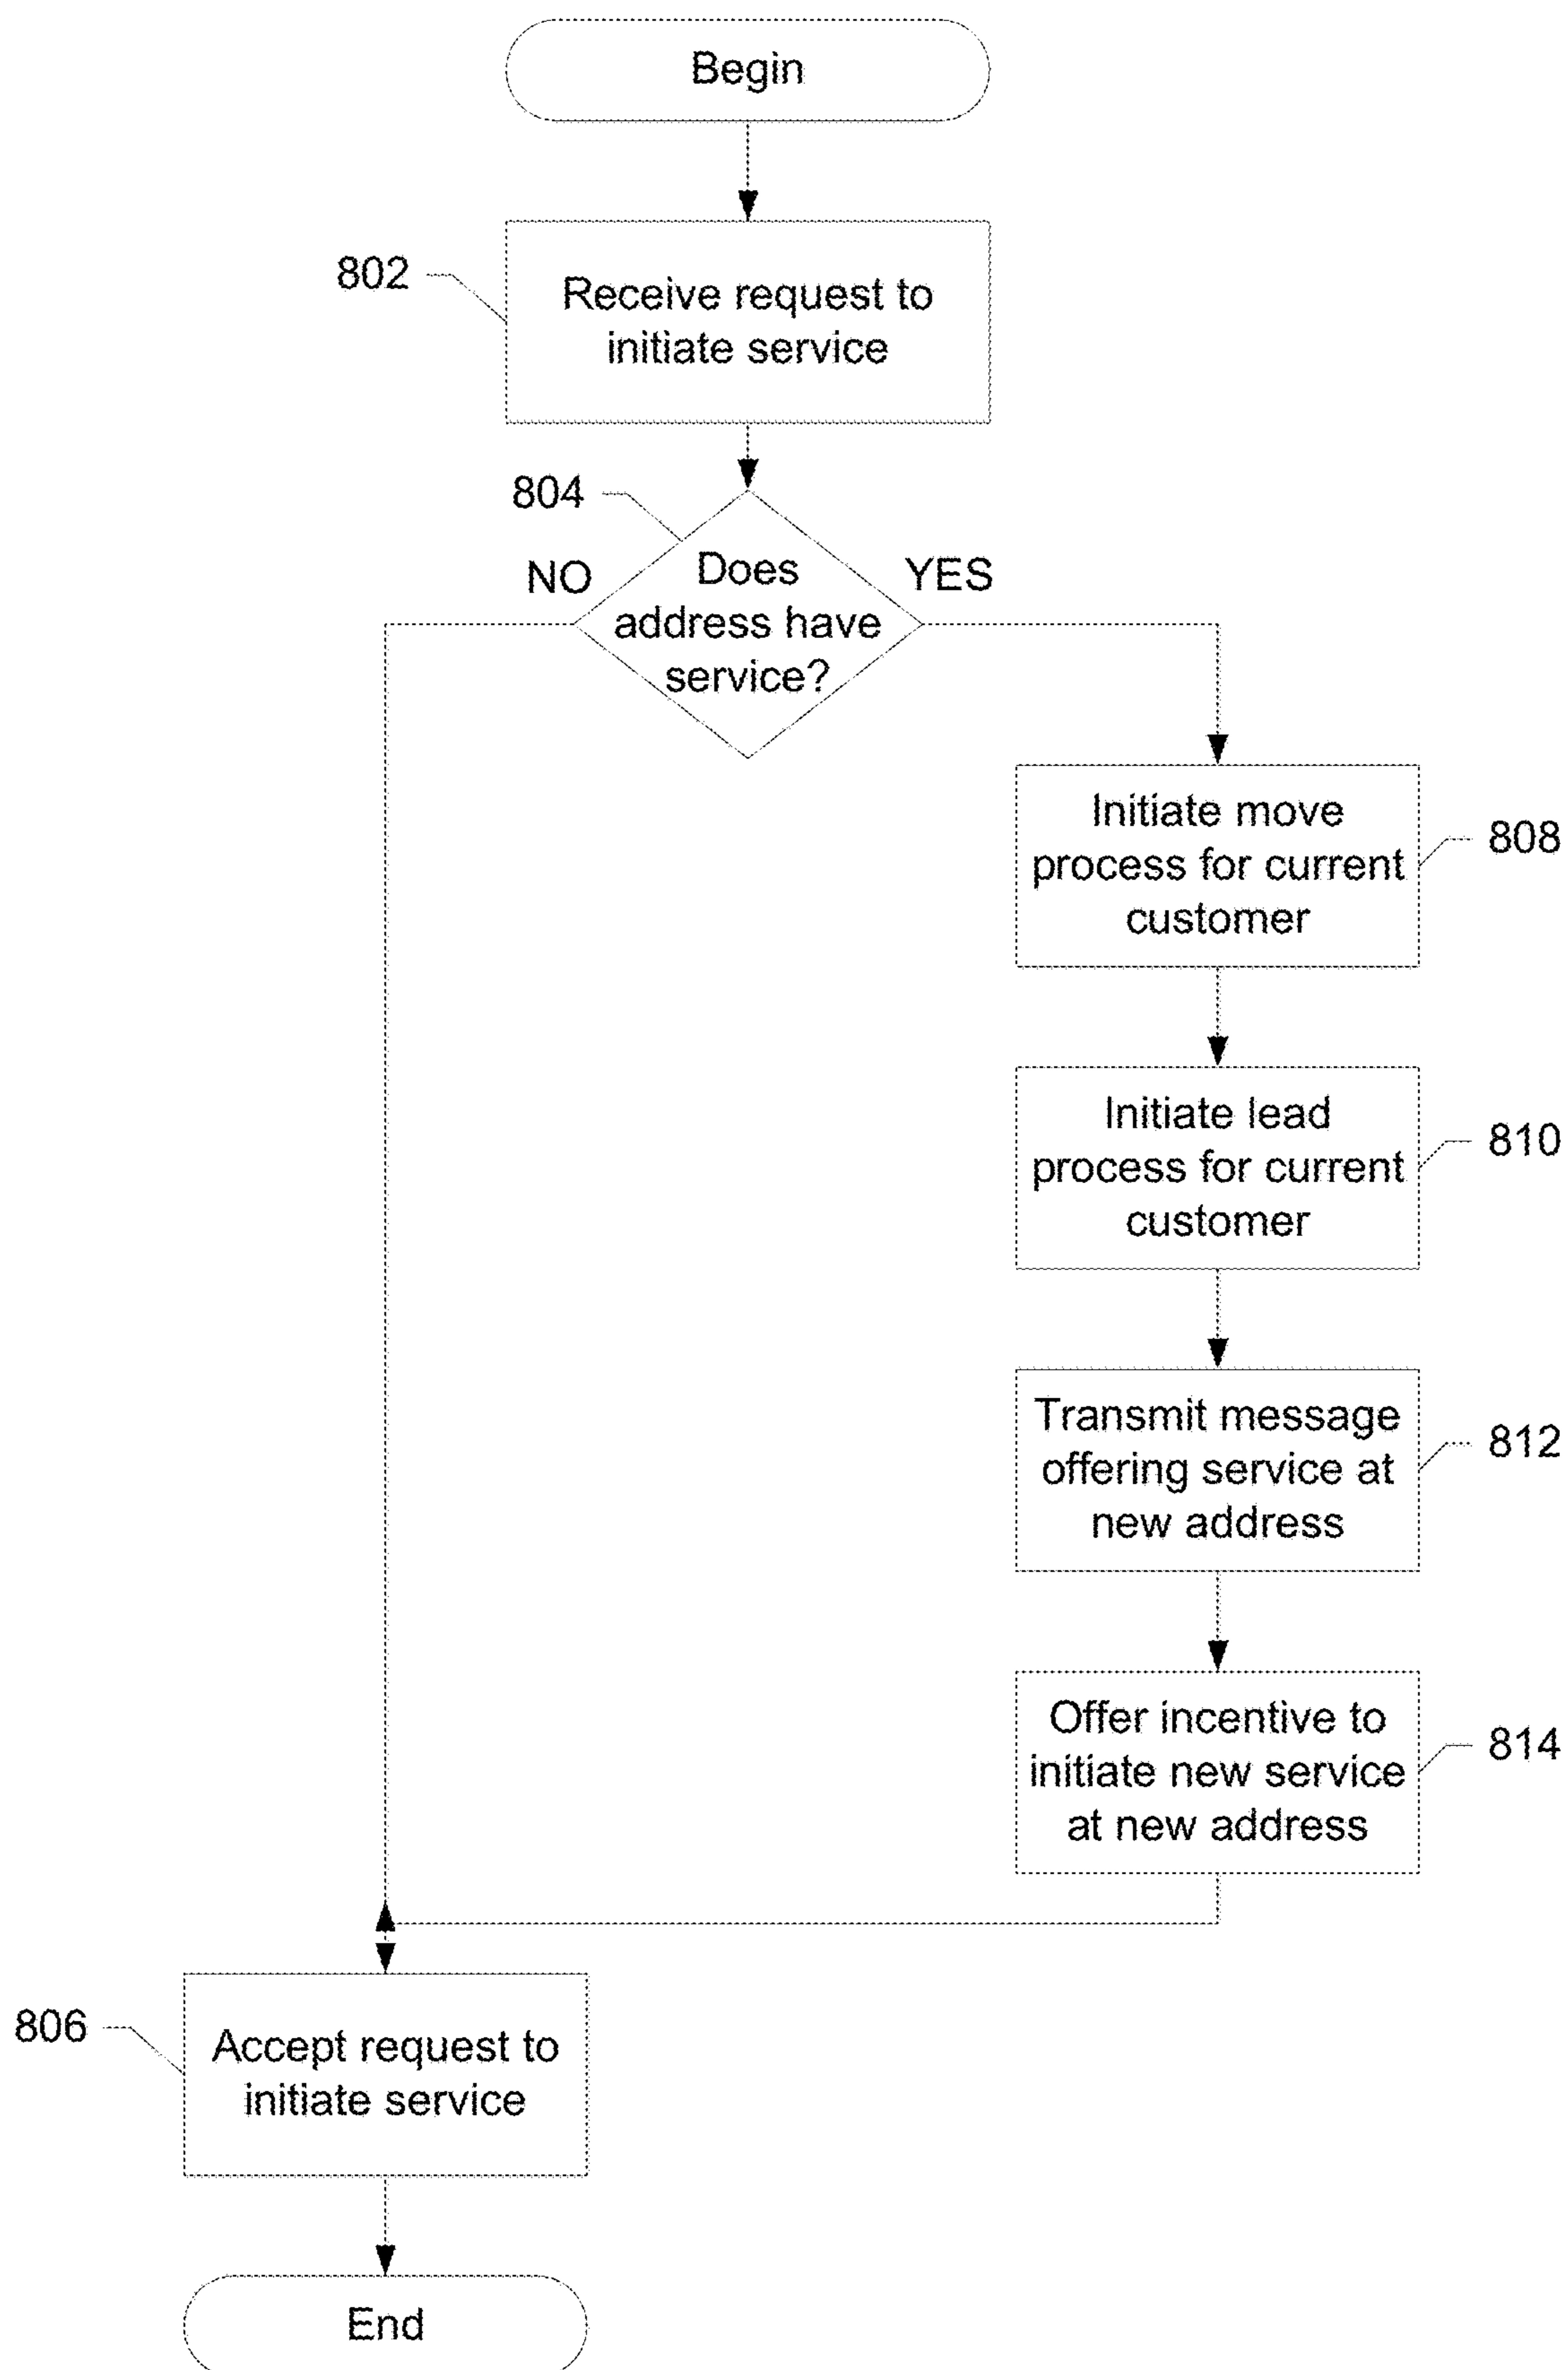 Begin
802
Receive request to
initiate service
804
NO
YES
Does
address have
service?
Initiate move
process for current
customer
808
Initiate lead
process for current
customer
810
Transmit message
offering service at
new address
812
Offer incentive to
initiate new service
at new address
814
806
Accept request to
initiate service
End